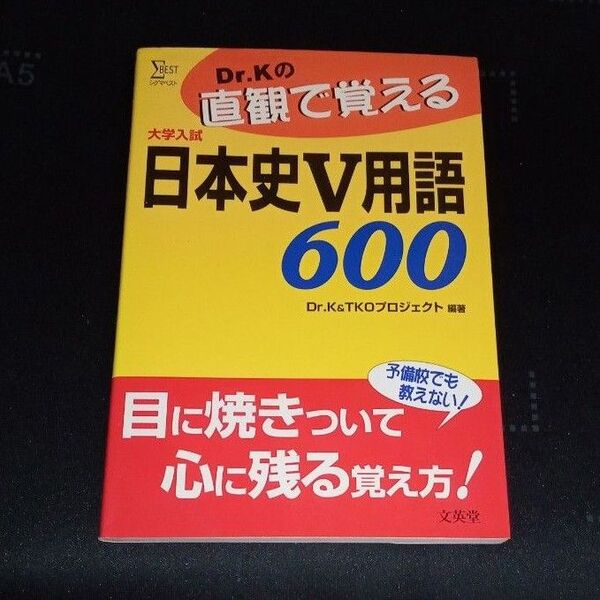 ΣBEST
シグマベスト
Dr.Kの
直観で覚える
大学入試
日本史V用語
600
Dr.K&TKOプロジェクト 編著
予備校でも
教えない!
目に焼きついて
心に残る覚え方!
文英堂
A5